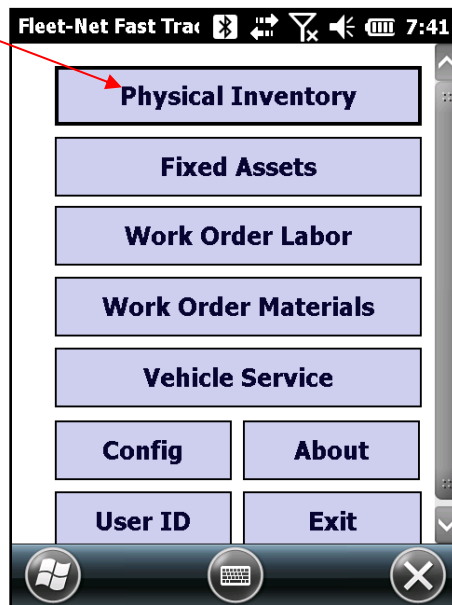 Fleet-Net Fast Trac 7:41
Physical Inventory
Fixed Assets
Work Order Labor
Work Order Materials
Vehicle Service
Config About
User ID Exit